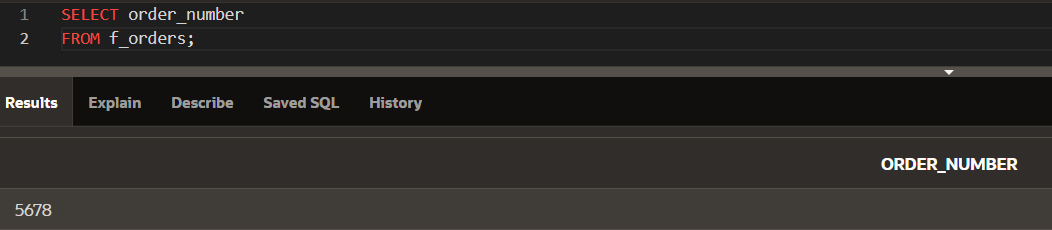 1 SELECT order_number
2 FROM f_orders;
Results Explain Describe Saved SQL History
ORDER_NUMBER
5678